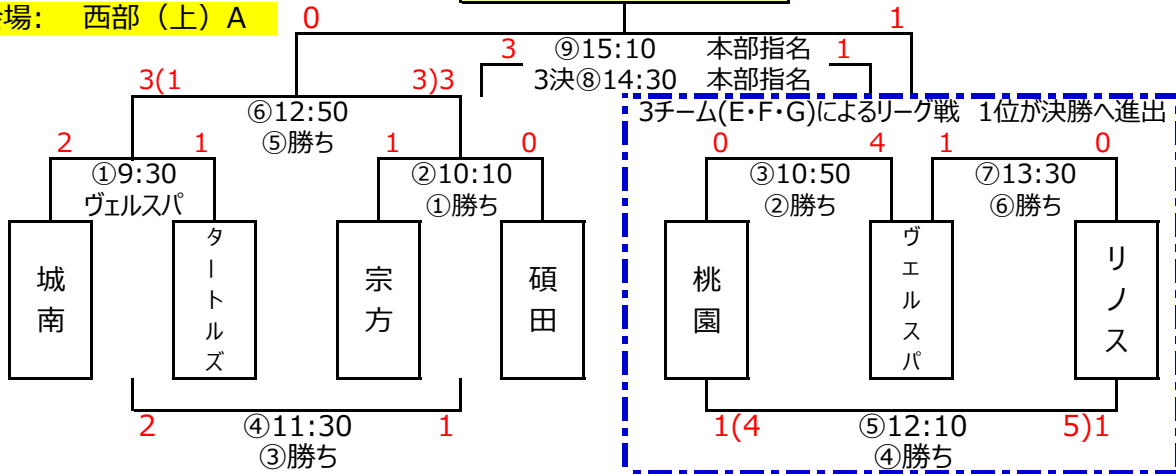 場: 西部（上）A
0 1
3 ⑨15:10 本部指名 1
3決⑧14:30 本部指名
3(1 3)3
⑥12:50
⑤勝ち
3チーム(E・F・G)によるリーグ戦 1位が決勝へ進出
2 1 1 0 0 4 1 0
①9:30 ②10:10 ③10:50 ⑦13:30
ヴェルスパ ①勝ち ②勝ち ⑥勝ち
城南
タートルズ
宗方
碩田
桃園
ヴェルスパ
リノス
2 ④11:30 1
③勝ち
1(4 ⑤12:10 5)1
④勝ち